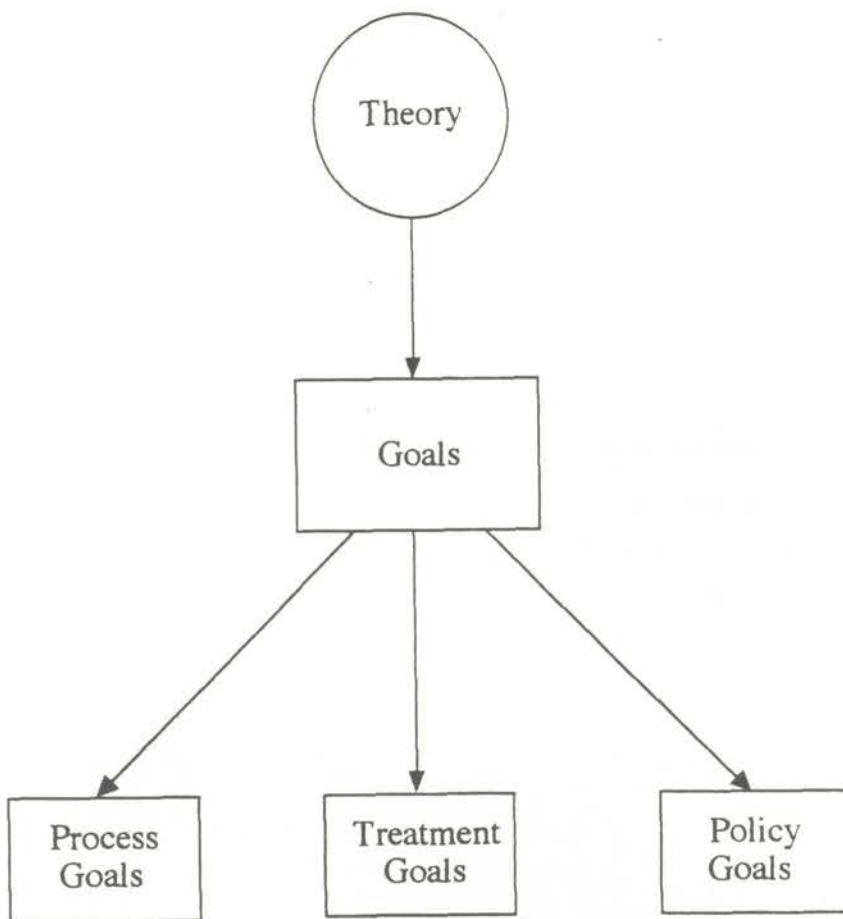 Theory
Goals
Process
Goals
Treatment
Goals
Policy
Goals